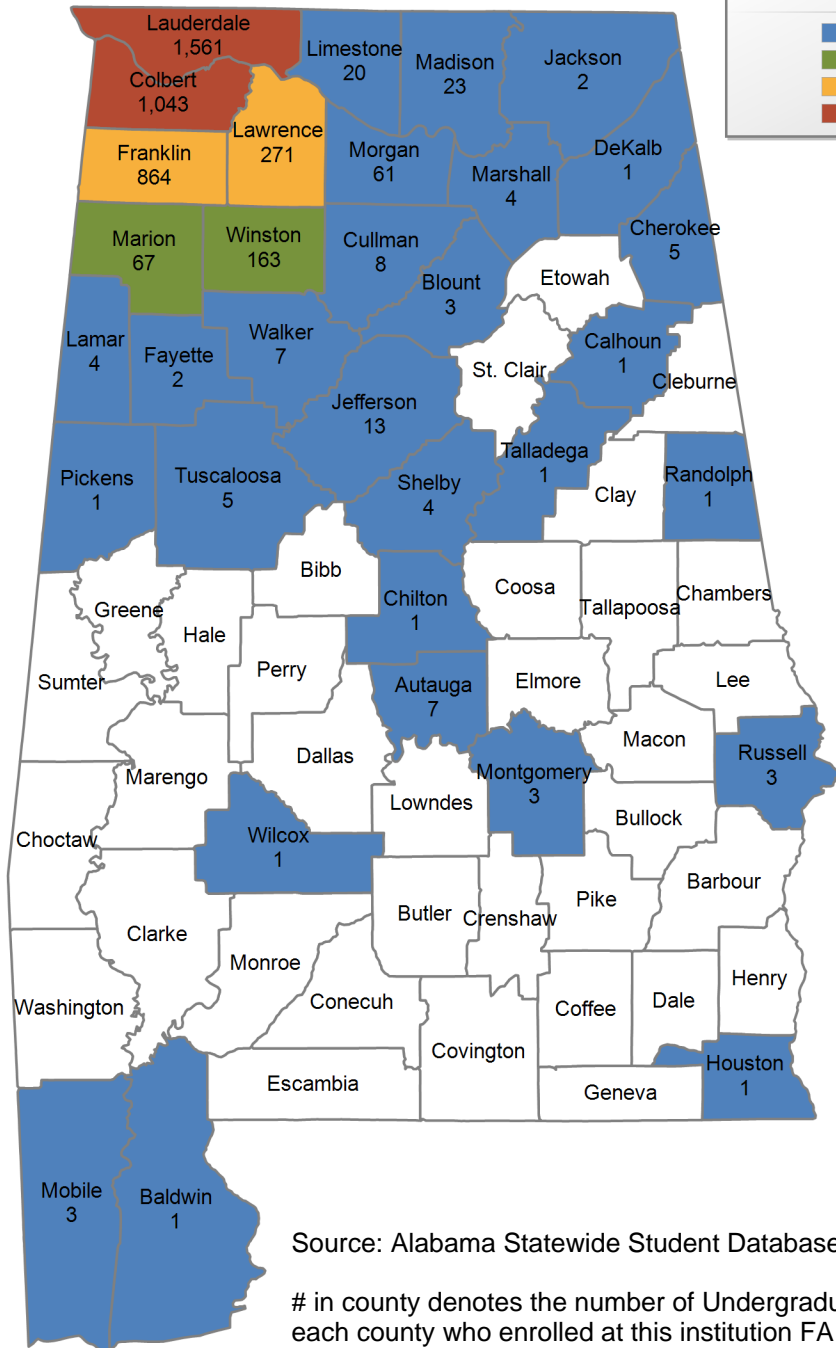 Lauderdale
1,561
Limestone
20
Madison
23
Jackson
2
Colbert
1,043
Lawrence
271
Franklin
864
Morgan
61
DeKalb
1
Marshall
4
Marion
67
Winston
163
Cullman
8
Cherokee
5
Blount
3
Etowah
Lamar
4
Fayette
2
Walker
7
Calhoun
1
St. Clair
Cleburne
Jefferson
13
Talladega
1
Pickens
1
Tuscaloosa
5
Shelby
4
Clay
Randolph
1
Bibb
Chilton
1
Coosa
Tallapoosa
Chambers
Greene
Hale
Perry
Sumter
Autauga
7
Elmore
Lee
Macon
Dallas
Russell
3
Marengo
Montgomery
3
Lowndes
Bullock
Choctaw
Wilcox
1
Barbour
Butler
Crenshaw
Pike
Clarke
Monroe
Henry
Washington
Conecuh
Coffee
Dale
Covington
Houston
1
Escambia
Geneva
Mobile
3
Baldwin
1
Source: Alabama Statewide Student Database
# in county denotes the number of Undergradu
each county who enrolled at this institution FA